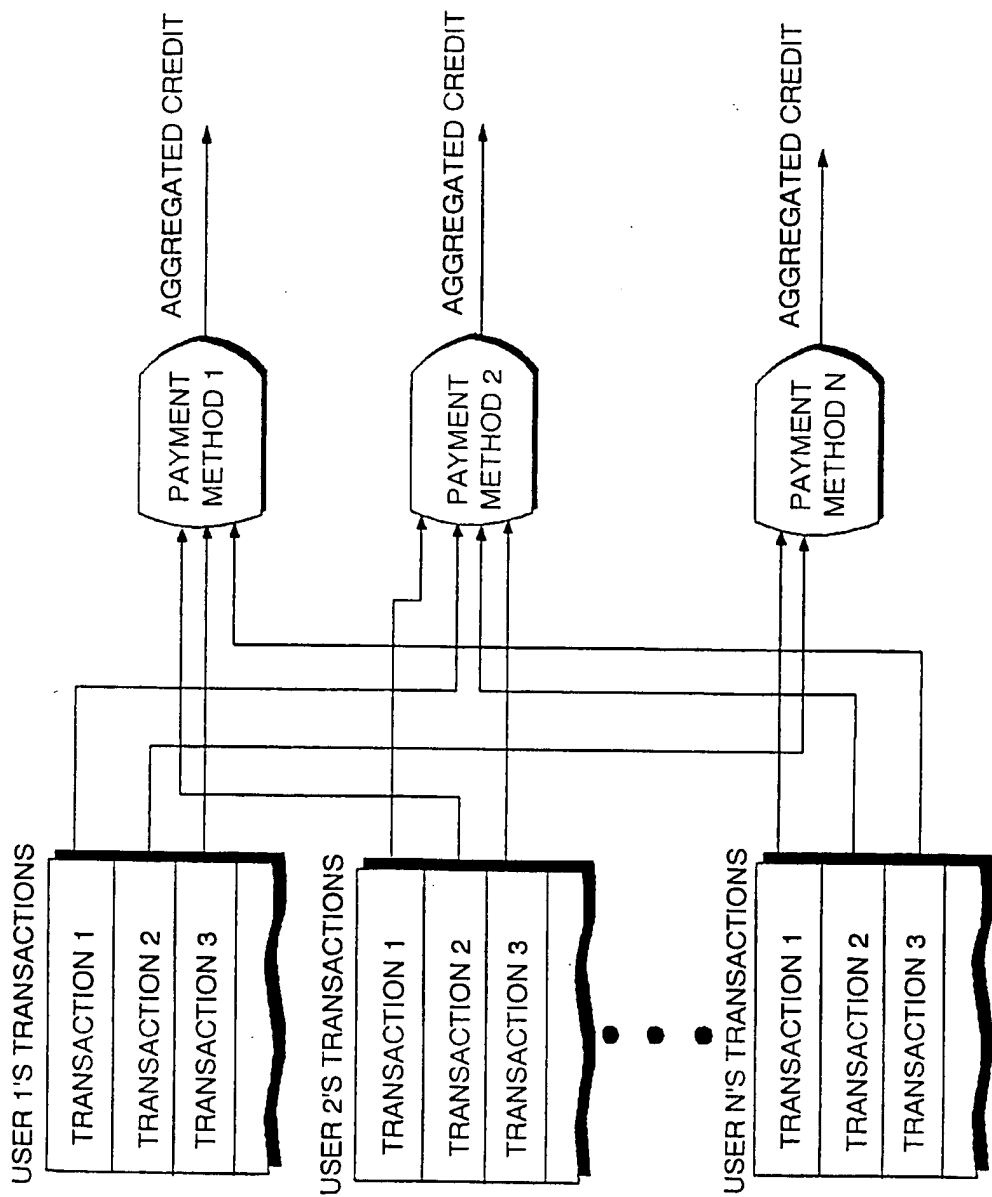 USER 1'S TRANSACTIONS
TRANSACTION 1
TRANSACTION 2
TRANSACTION 3
USER 2'S TRANSACTIONS
TRANSACTION 1
TRANSACTION 2
TRANSACTION 3
USER N'S TRANSACTIONS
TRANSACTION 1
TRANSACTION 2
TRANSACTION 3
PAYMENT
METHOD 1
PAYMENT
METHOD 2
PAYMENT
METHOD N
AGGREGATED CREDIT
AGGREGATED CREDIT
AGGREGATED CREDIT